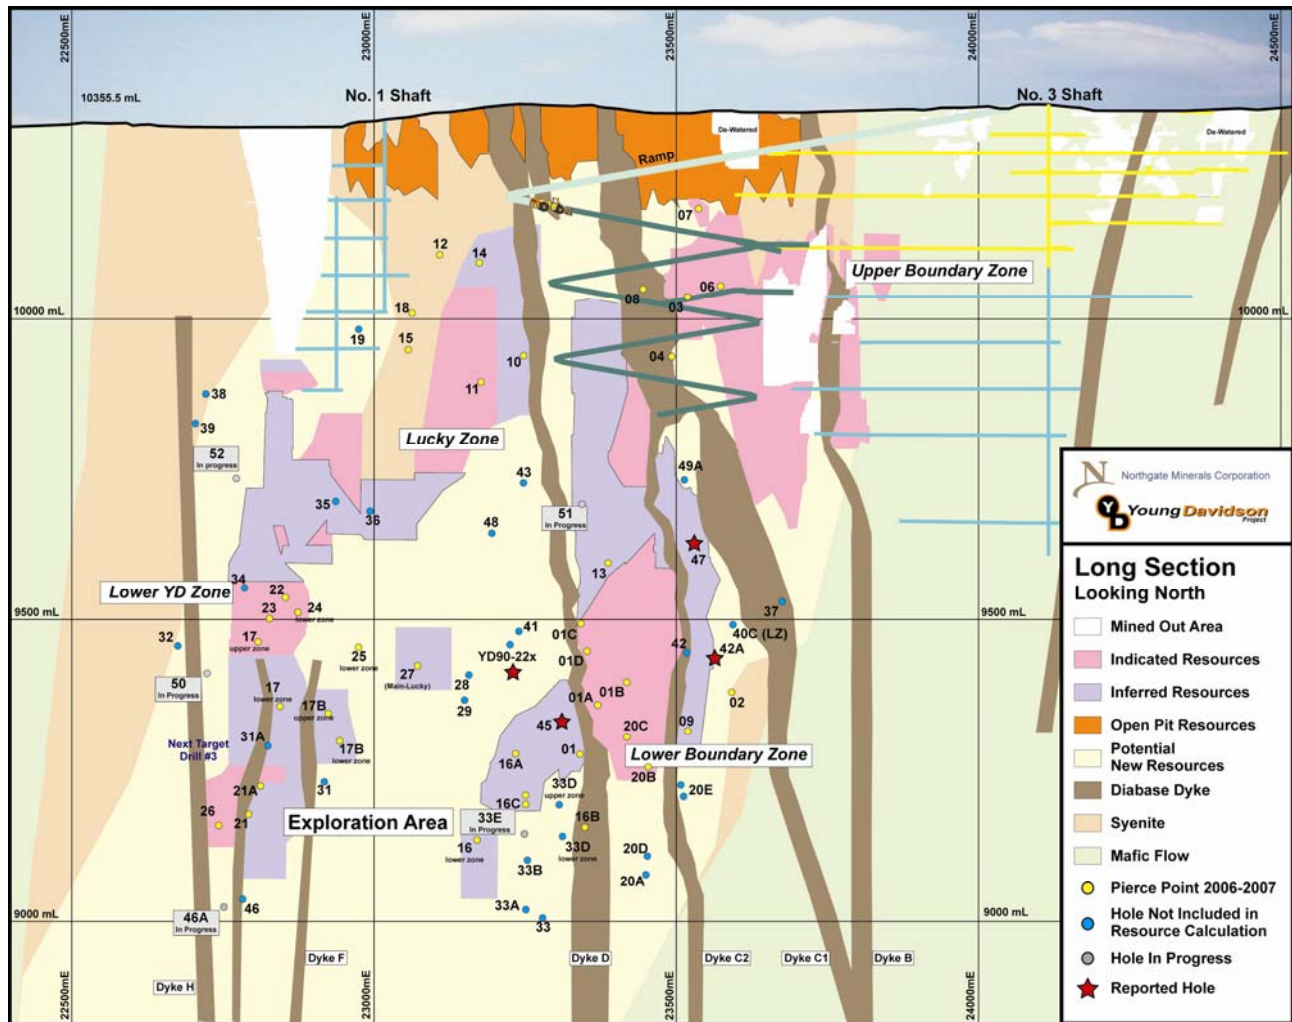 22500mE
23000mE
23500mE
24000mE
24500mE
10355.5 mL
No. 1 Shaft
No. 3 Shaft
De-Watered
De-Watered
Ramp
07
12
14
Upper Boundary Zone
08
03
06
18
10000 mL
10000 mL
19
15
10
04
11
38
39
Lucky Zone
52
In progress
43
49A
35
36
51
In Progress
48
47
13
34
22
Lower YD Zone
23
24
lower zone
37
9500 mL
9500 mL
32
17
upper zone
25
lower zone
41
01C
40C (LZ)
YD90-22x
01D
42
42A
27
(Main-Lucky)
28
50
In Progress
29
01A
01B
02
17
lower zone
17B
upper zone
45
20C
09
Next Target
Drill #3
31A
17B
lower zone
16A
01
Lower Boundary Zone
20B
21A
31
33D
upper zone
20E
16C
26
21
Exploration Area
33E
In Progress
16B
16
lower zone
33D
lower zone
20D
33B
20A
46A
In Progress
46
33A
33
9000 mL
9000 mL
Dyke H
Dyke F
Dyke D
Dyke C2
Dyke C1
Dyke B
22500mE
23000mE
23500mE
24000mE
N
Northgate Minerals Corporation
YD
YoungDavidson
Project
Long Section
Looking North
Mined Out Area
Indicated Resources
Inferred Resources
Open Pit Resources
Potential
New Resources
Diabase Dyke
Syenite
Mafic Flow
Pierce Point 2006-2007
Hole Not Included in
Resource Calculation
Hole In Progress
Reported Hole